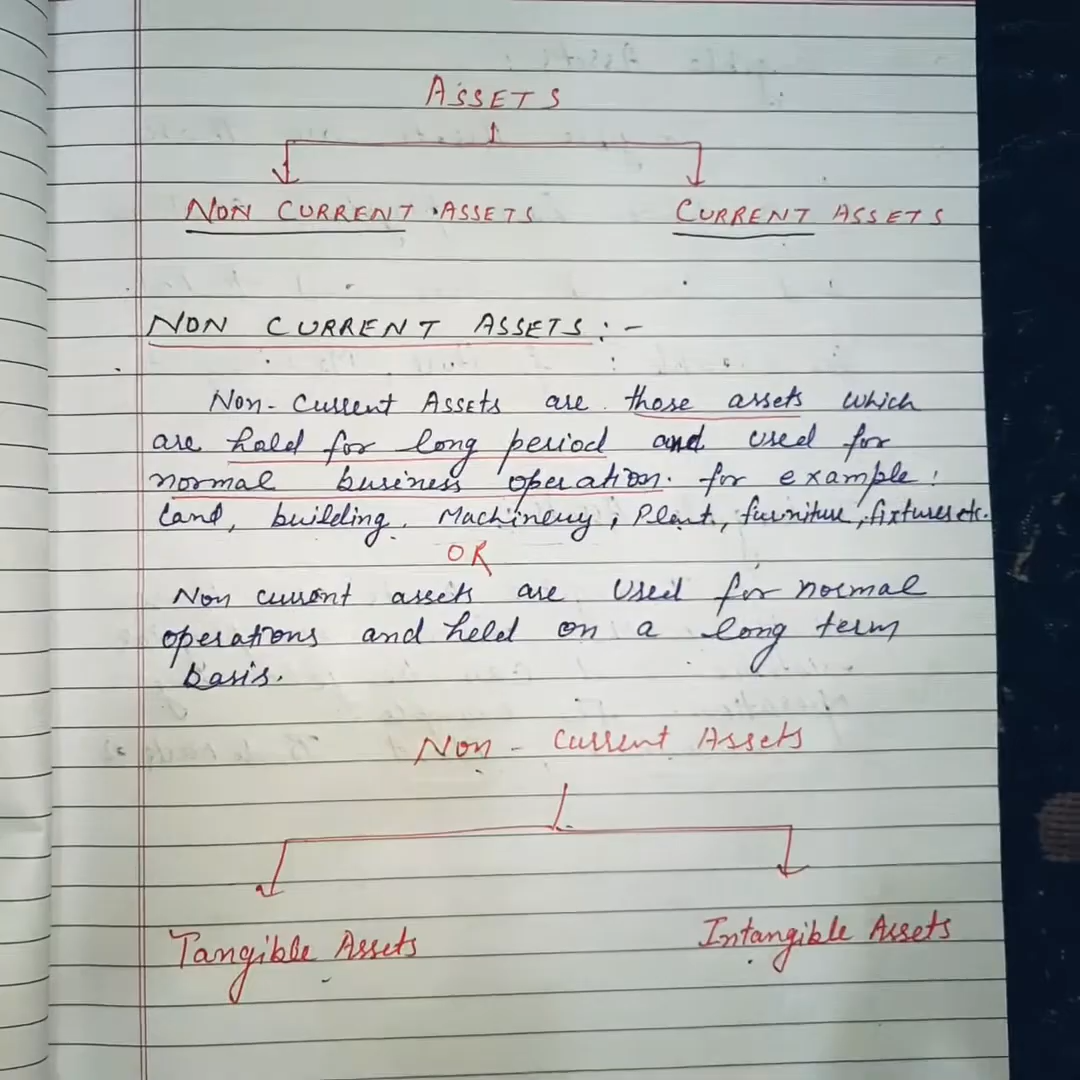 ASSETS
NON CURRENT ASSETS CURRENT ASSETS
NON CURRENT ASSETS :-
Non-Current Assets are those assets which
are hold for long period and used for
normal business operation. for example:
land, building, Machinery, Plant, furniture, fixtures etc.
OR
Non current assets are used for normal
operations and held on a long term
basis.
Non-Current Assets
Tangible Assets Intangible Assets